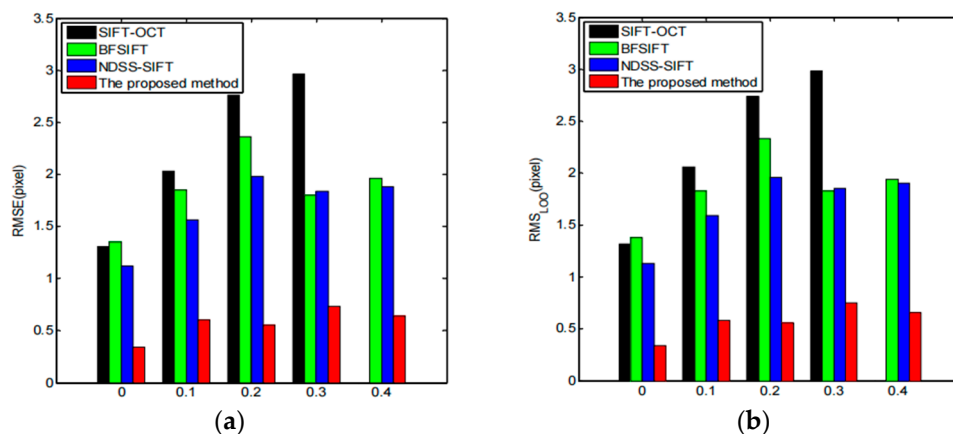 3.5
3
2.5
2
1.5
1
0.5
0
RMSE(pixel)
SIFT-OCT
BFSIFT
NDSS-SIFT
The proposed method
0 0.1 0.2 0.3 0.4
(a)
3.5
3
2.5
2
1.5
1
0.5
0
RMS_LOO(pixel)
SIFT-OCT
BFSIFT
NDSS-SIFT
The proposed method
0 0.1 0.2 0.3 0.4
(b)